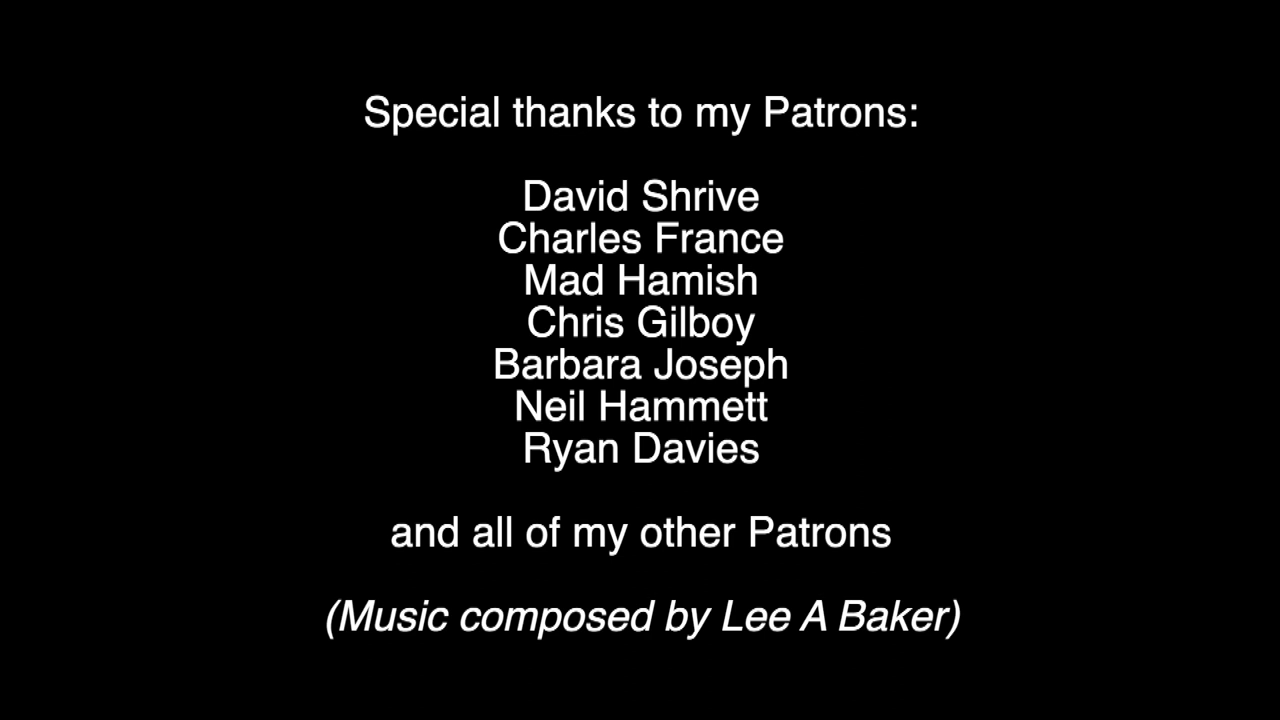 Special thanks to my Patrons:
David Shrive
Charles France
Mad Hamish
Chris Gilboy
Barbara Joseph
Neil Hammett
Ryan Davies
and all of my other Patrons
(Music composed by Lee A Baker)